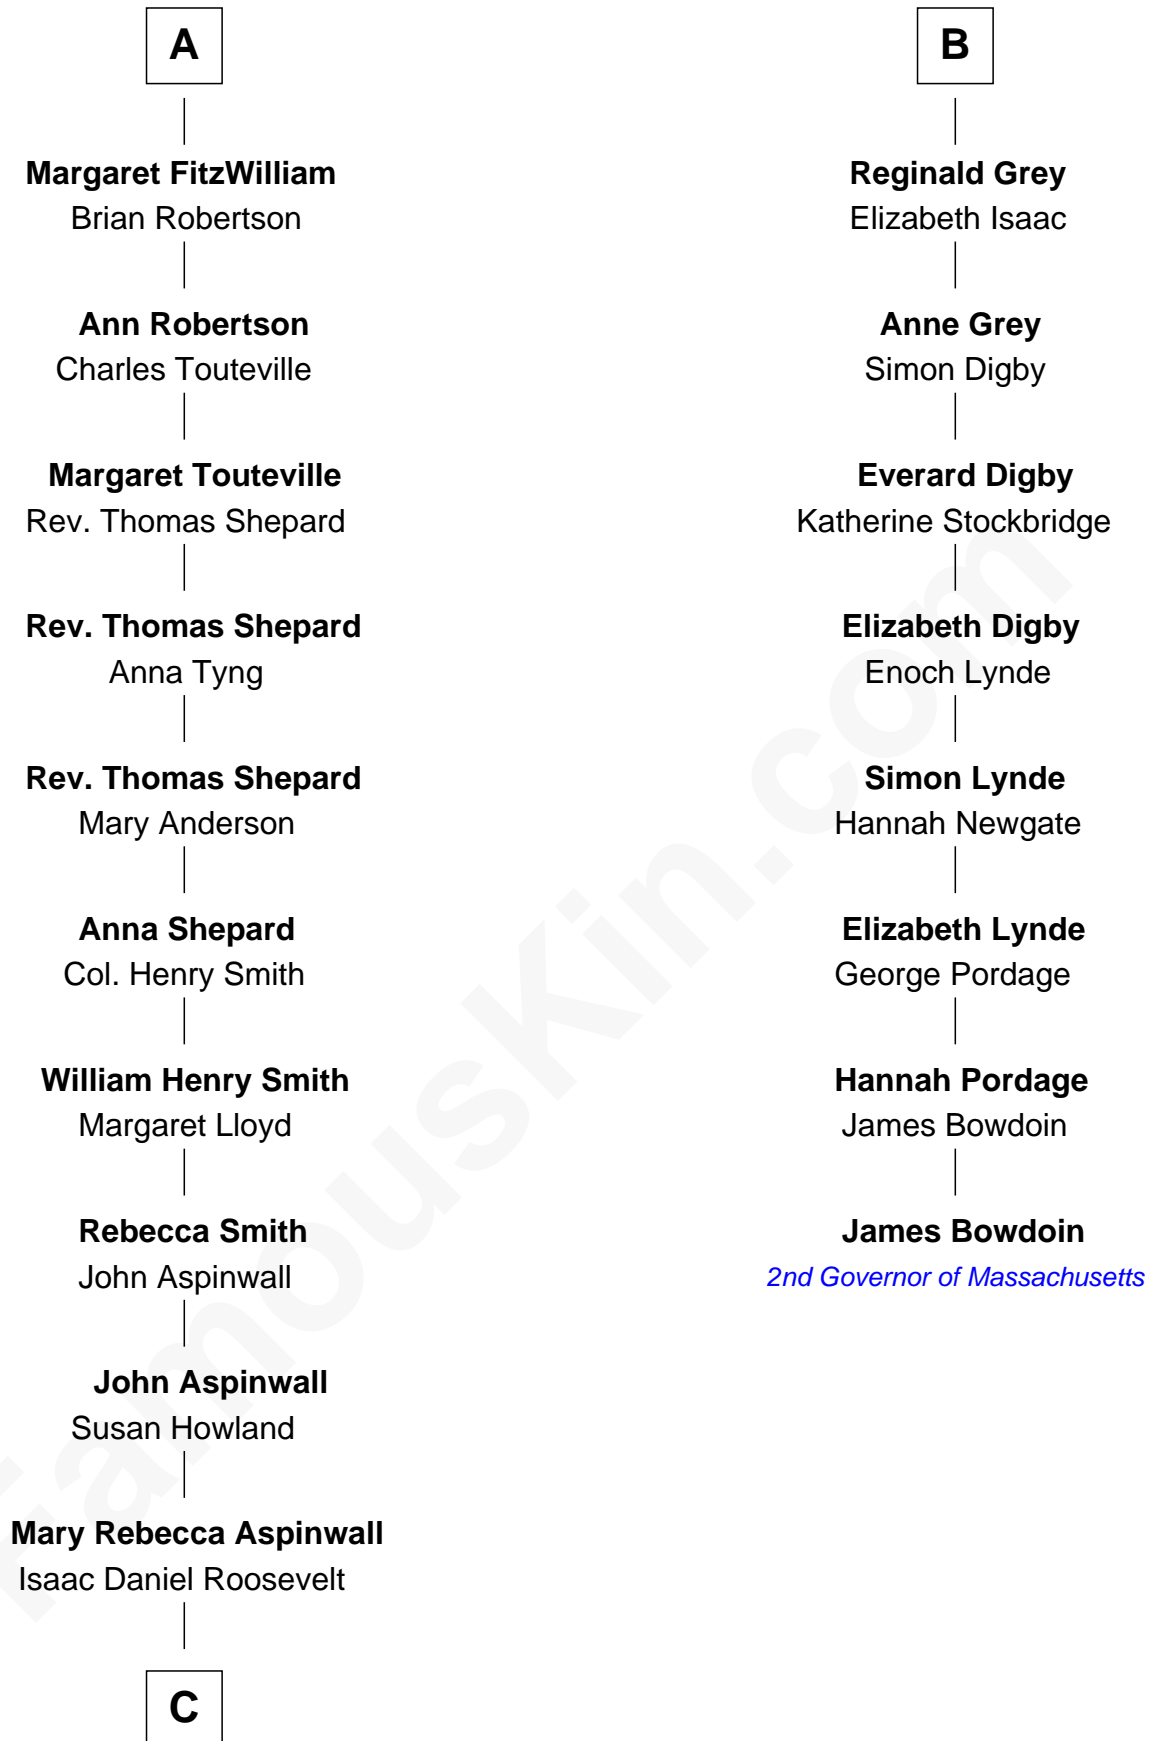 A
Margaret FitzWilliam
Brian Robertson
Ann Robertson
Charles Touteville
Margaret Touteville
Rev. Thomas Shepard
Rev. Thomas Shepard
Anna Tyng
Rev. Thomas Shepard
Mary Anderson
Anna Shepard
Col. Henry Smith
William Henry Smith
Margaret Lloyd
Rebecca Smith
John Aspinwall
John Aspinwall
Susan Howland
Mary Rebecca Aspinwall
Isaac Daniel Roosevelt
C
B
Reginald Grey
Elizabeth Isaac
Anne Grey
Simon Digby
Everard Digby
Katherine Stockbridge
Elizabeth Digby
Enoch Lynde
Simon Lynde
Hannah Newgate
Elizabeth Lynde
George Pordage
Hannah Pordage
James Bowdoin
James Bowdoin
2nd Governor of Massachusetts
FamousKin.com